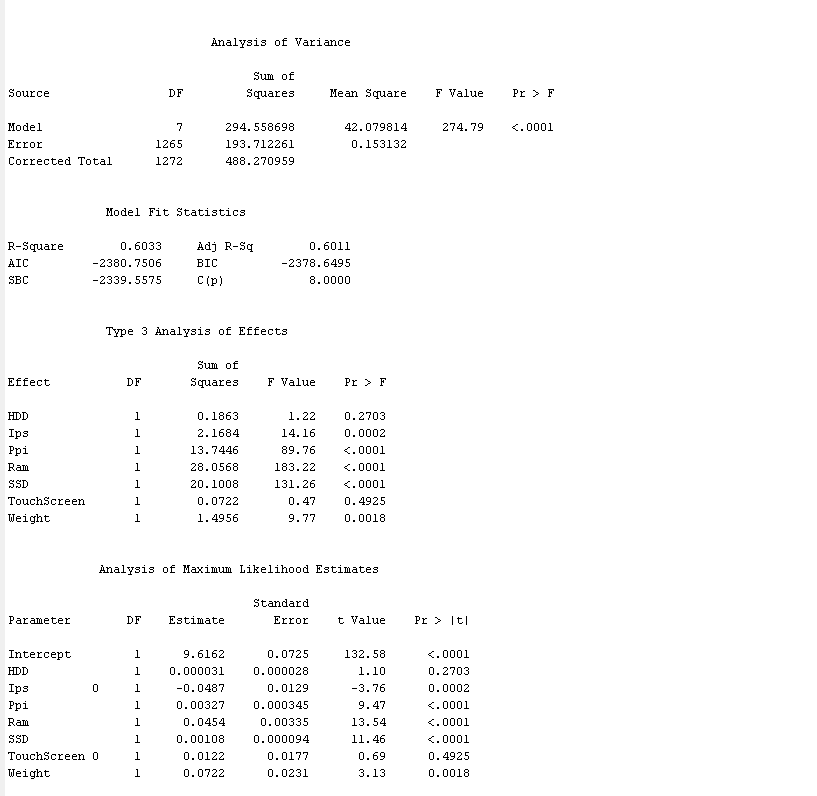 Analysis of Variance
Sum of
Source DF Squares Mean Square F Value Pr > F
Model 7 294.558698 42.079814 274.79 <.0001
Error 1265 193.712261 0.153132
Corrected Total 1272 488.270959
Model Fit Statistics
R-Square 0.6033 Adj R-Sq 0.6011
AIC -2380.7506 BIC -2378.6495
SBC -2339.5575 C(p) 8.0000
Type 3 Analysis of Effects
Sum of
Effect DF Squares F Value Pr > F
HDD 1 0.1863 1.22 0.2703
Ips 1 2.1684 14.16 0.0002
Ppi 1 13.7446 89.76 <.0001
Ram 1 28.0568 183.22 <.0001
SSD 1 20.1008 131.26 <.0001
TouchScreen 1 0.0722 0.47 0.4925
Weight 1 1.4956 9.77 0.0018
Analysis of Maximum Likelihood Estimates
Standard
Parameter DF Estimate Error t Value Pr > |t|
Intercept 1 9.6162 0.0725 132.58 <.0001
HDD 1 0.000031 0.000028 1.10 0.2703
Ips 0 1 -0.0487 0.0129 -3.76 0.0002
Ppi 1 0.00327 0.000345 9.47 <.0001
Ram 1 0.0454 0.00335 13.54 <.0001
SSD 1 0.00108 0.000094 11.46 <.0001
TouchScreen 0 1 0.0122 0.0177 0.69 0.4925
Weight 1 0.0722 0.0231 3.13 0.0018